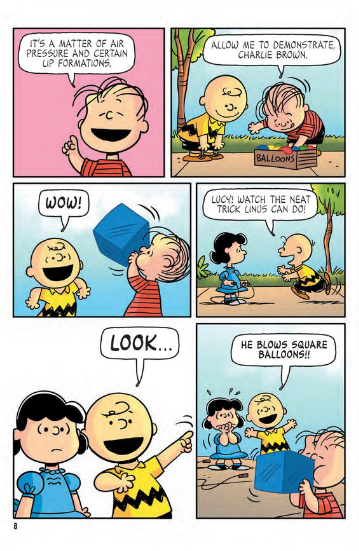 IT'S A MATTER OF AIR
PRESSURE AND CERTAIN
LIP FORMATIONS.
ALLOW ME TO DEMONSTRATE,
CHARLIE BROWN.
BALLOONS
WOW!
LUCY! WATCH THE NEAT
TRICK LINUS CAN DO!
LOOK...
HE BLOWS SQUARE
BALLOONS!!
8